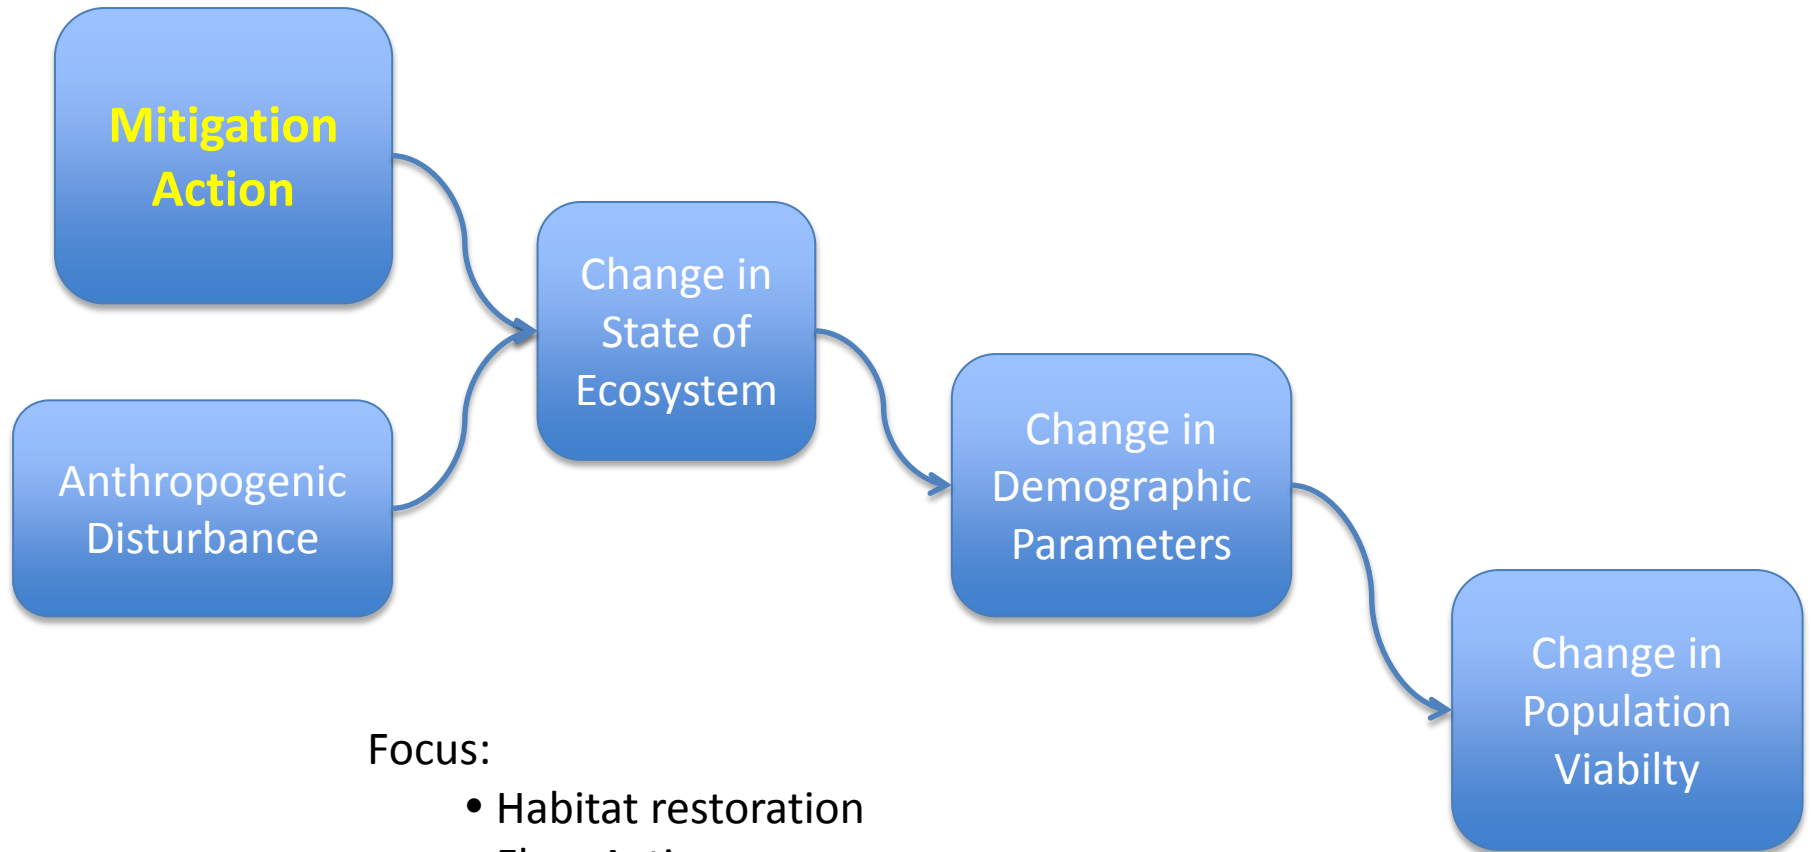 Mitigation
Action
Anthropogenic
Disturbance
Change in
State of
Ecosystem
Change in
Demographic
Parameters
Change in
Population
Viabilty
Focus:
• Habitat restoration